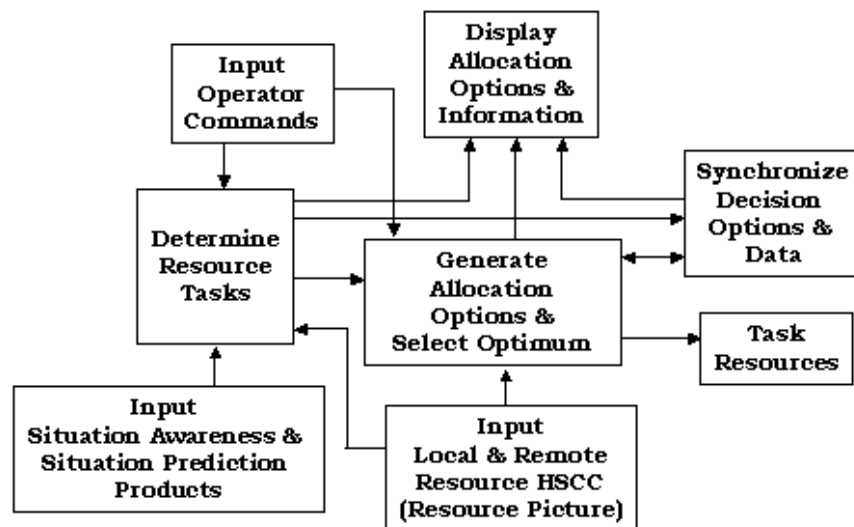 Input
Operator
Commands
Display
Allocation
Options &
Information
Synchronize
Decision
Options &
Data
Determine
Resource
Tasks
Generate
Allocation
Options &
Select Optimum
Task
Resources
Input
Situation Awareness &
Situation Prediction
Products
Input
Local & Remote
Resource HSCC
(Resource Picture)